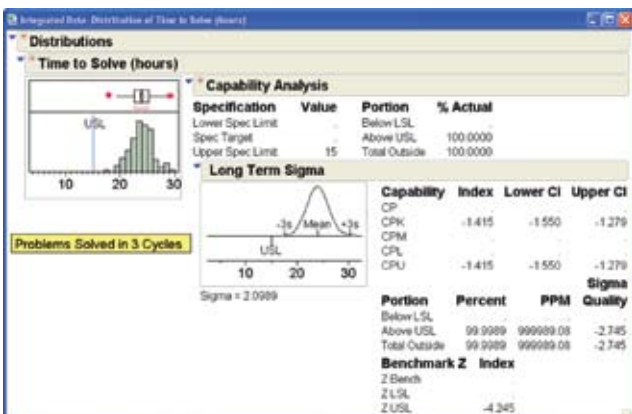 Integrated Data- Distribution of Time to Solve (hours)
Distributions
Time to Solve (hours)
USL
10 20 30
Problems Solved in 3 Cycles
Capability Analysis
Specification Value Portion % Actual
Lower Spec Limit . Below LSL .
Spec Target . Above USL 100.0000
Upper Spec Limit 15 Total Outside 100.0000
Long Term Sigma
-3s Mean +3s
USL
10 20 30
Sigma = 2.0989
Capability Index Lower CI Upper CI
CP . . .
CPK -1.415 -1.550 -1.279
CPM . . .
CPL . . .
CPU -1.415 -1.550 -1.279
Portion Percent PPM Sigma Quality
Below LSL . . .
Above USL 99.9989 999989.08 -2.745
Total Outside 99.9989 999989.08 -2.745
Benchmark Z Index
Z Bench .
Z LSL .
Z USL -4.245